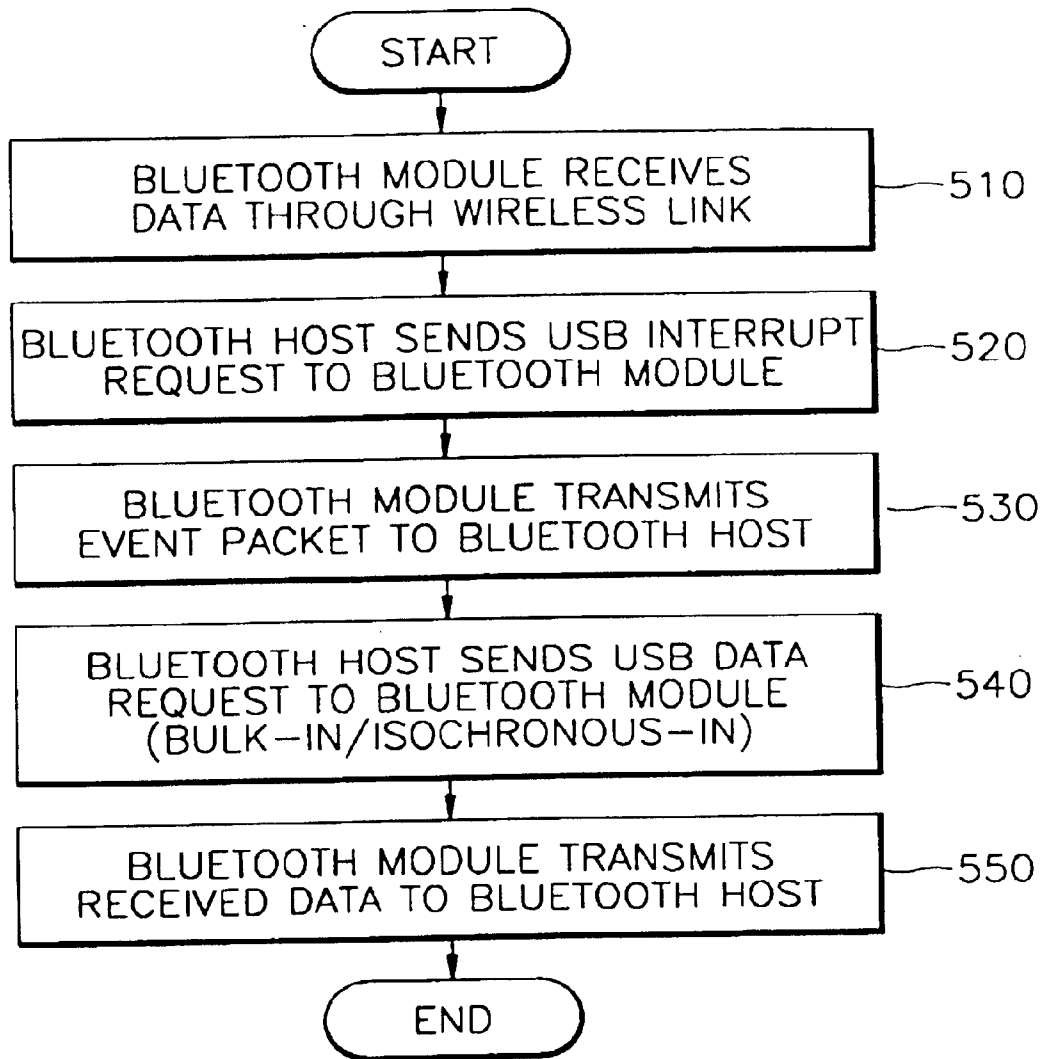 START
BLUETOOTH MODULE RECEIVES
DATA THROUGH WIRELESS LINK
510
BLUETOOTH HOST SENDS USB INTERRUPT
REQUEST TO BLUETOOTH MODULE
520
BLUETOOTH MODULE TRANSMITS
EVENT PACKET TO BLUETOOTH HOST
530
BLUETOOTH HOST SENDS USB DATA
REQUEST TO BLUETOOTH MODULE
(BULK-IN/ISOCHRONOUS-IN)
540
BLUETOOTH MODULE TRANSMITS
RECEIVED DATA TO BLUETOOTH HOST
550
END